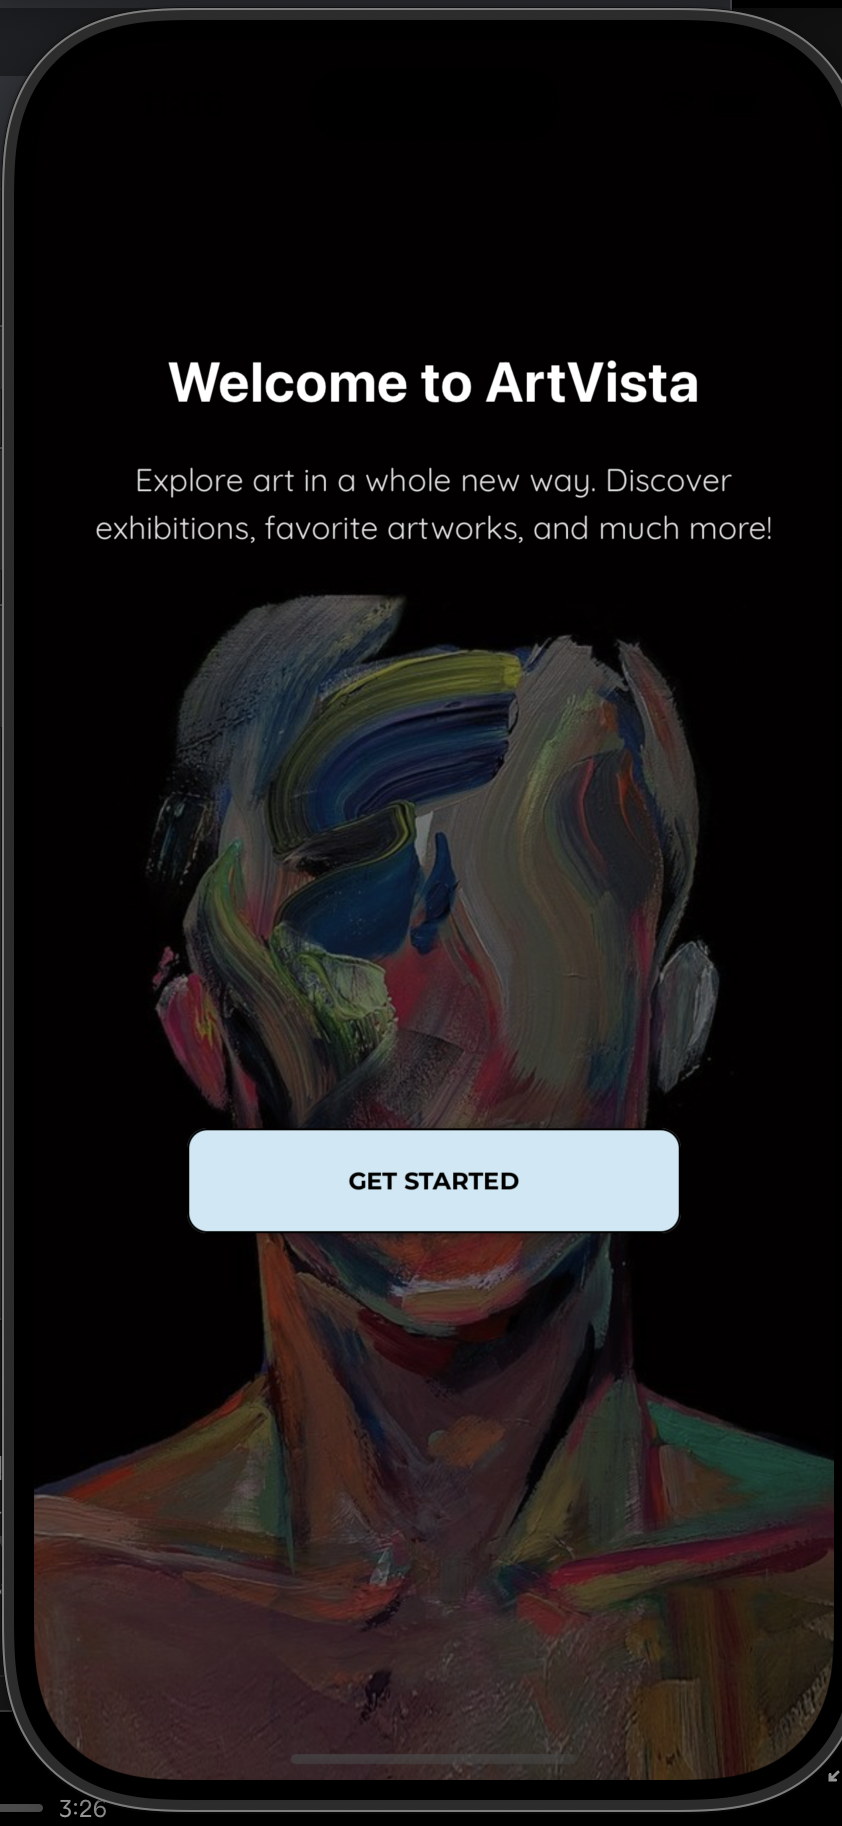 Welcome to ArtVista
Explore art in a whole new way. Discover
exhibitions, favorite artworks, and much more!
GET STARTED
3:26